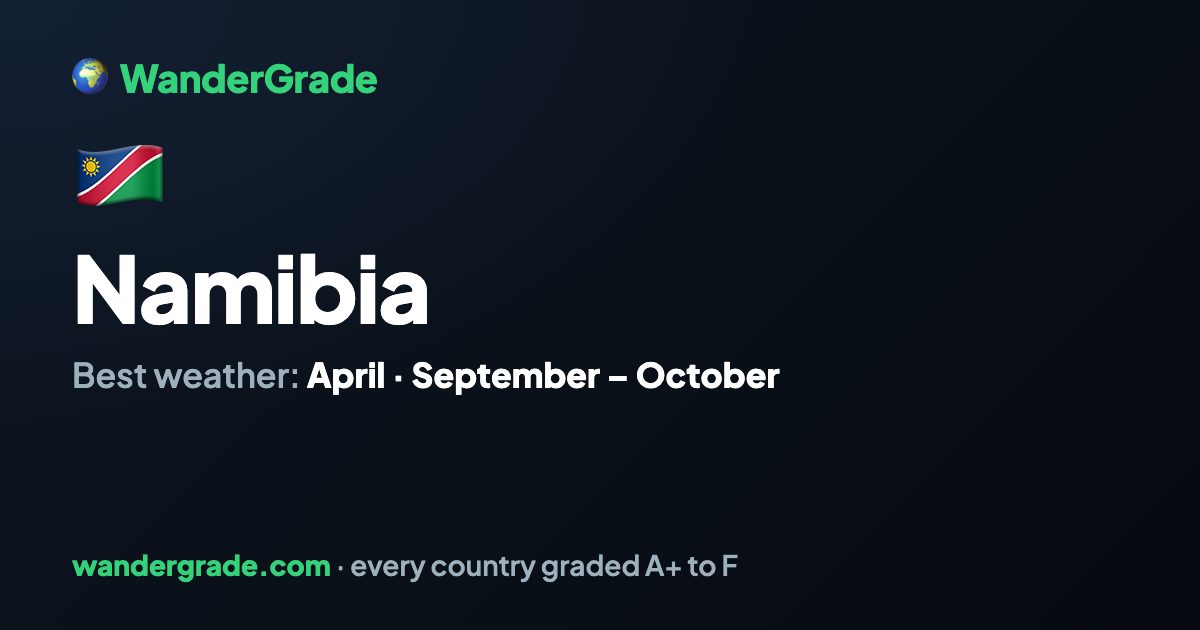 WanderGrade
Namibia
Best weather: April · September – October
wandergrade.com · every country graded A+ to F